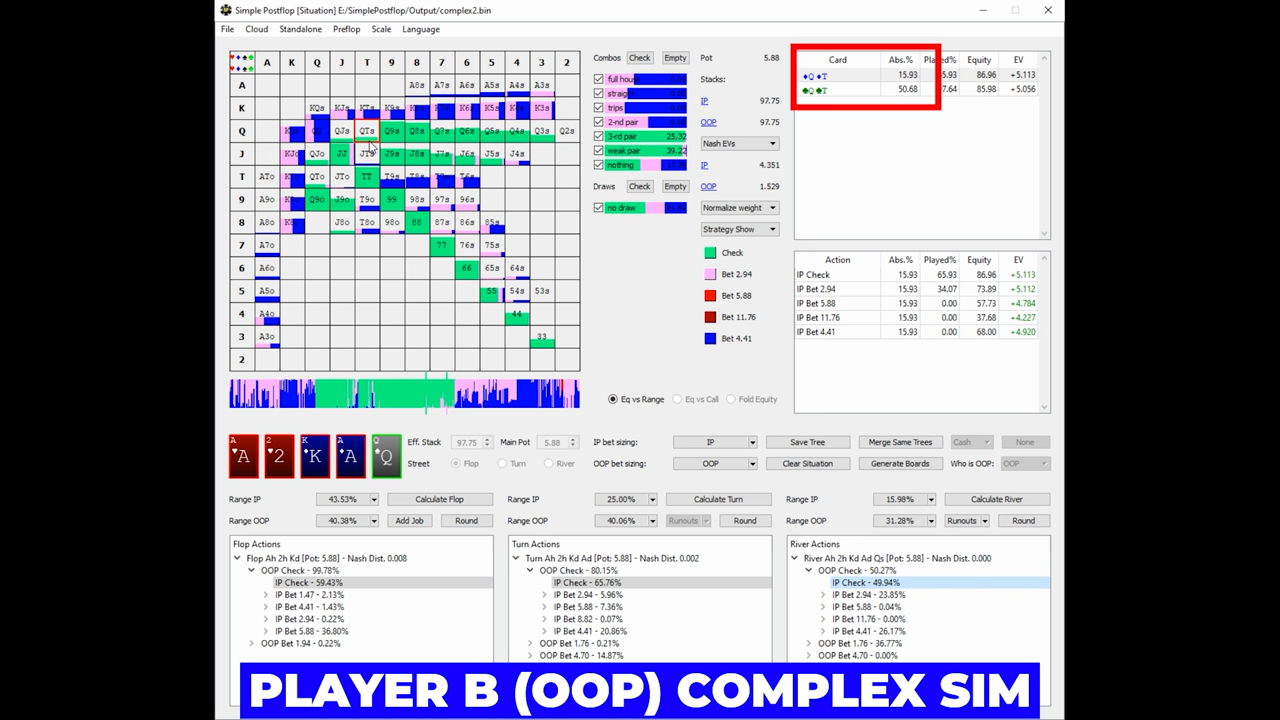 Simple Postflop [Situation] E:/SimplePostflop/Output/complex2.bin
File Cloud Standalone Preflop Scale Language
A K Q J T 9 8 7 6 5 4 3 2
A A8s A7s A6s A5s A4s A3s
K KQs KJs KTs K9s K8s K7s K6s K5s K4s K3s
Q QJs QTs Q9s Q8s Q7s Q6s Q5s Q4s Q3s Q2s
J QJo JJ JTs J9s J8s J7s J6s J5s J4s
T ATo QTo JTo TT T9s T8s T7s T6s
9 Q9o J9o T9o 99 98s 97s 96s
8 A8o J8o T8o 88 87s 86s 85s
7 A7o 77 76s 75s
6 A6o 66 65s 64s
5 A5o 55 54s 53s
4 A4o 44
3 A3o 33
2
Combos Check Empty
full house
straight
trips
2-nd pair
3-rd pair 25.32
weak pair 39.22
nothing
Draws Check Empty
no draw
Pot 5.88
Stacks:
IP 97.75
OOP 97.75
Nash EVs
IP 4.351
OOP 1.529
Normalize weight
Strategy Show
Check
Bet 2.94
Bet 5.88
Bet 11.76
Bet 4.41
Eq vs Range Eq vs Call Fold Equity
Card Abs.% Played% Equity EV
♦Q ♦T 15.93 86.96 +5.113
♣Q ♣T 50.68 85.98 +5.056
Action Abs.% Played% Equity EV
IP Check 15.93 65.93 86.96 +5.113
IP Bet 2.94 15.93 34.07 73.89 +5.112
IP Bet 5.88 15.93 0.00 57.73 +4.784
IP Bet 11.76 15.93 0.00 37.68 +4.227
IP Bet 4.41 15.93 0.00 68.00 +4.920
A♥ A 2♥ 2 K♦ K A♦ A Q♠ Q
Eff. Stack 97.75 Main Pot 5.88 IP bet sizing: IP Save Tree Merge Same Trees Cash None
Street Flop Turn River OOP bet sizing: OOP Clear Situation Generate Boards Who is OOP: OOP
Range IP 43.53% Calculate Flop Range IP 25.00% Calculate Turn Range IP 15.98% Calculate River
Range OOP 40.38% Add Job Round Range OOP 40.06% Runouts Round Range OOP 31.28% Runouts Round
Flop Actions
Flop Ah 2h Kd [Pot: 5.88] - Nash Dist. 0.008
OOP Check - 99.78%
IP Check - 59.43%
IP Bet 1.47 - 2.13%
IP Bet 4.41 - 1.43%
IP Bet 2.94 - 0.22%
IP Bet 5.88 - 36.80%
OOP Bet 1.94 - 0.22%
Turn Actions
Turn Ah 2h Kd Ad [Pot: 5.88] - Nash Dist. 0.002
OOP Check - 80.15%
IP Check - 65.76%
IP Bet 2.94 - 5.96%
IP Bet 5.88 - 7.36%
IP Bet 8.82 - 0.07%
IP Bet 4.41 - 20.86%
OOP Bet 1.76 - 0.21%
OOP Bet 4.70 - 14.87%
River Actions
River Ah 2h Kd Ad Qs [Pot: 5.88] - Nash Dist. 0.000
OOP Check - 50.27%
IP Check - 49.94%
IP Bet 2.94 - 23.85%
IP Bet 5.88 - 0.04%
IP Bet 11.76 - 0.00%
IP Bet 4.41 - 26.17%
OOP Bet 1.76 - 36.77%
OOP Bet 4.70 - 0.00%
PLAYER B (OOP) COMPLEX SIM